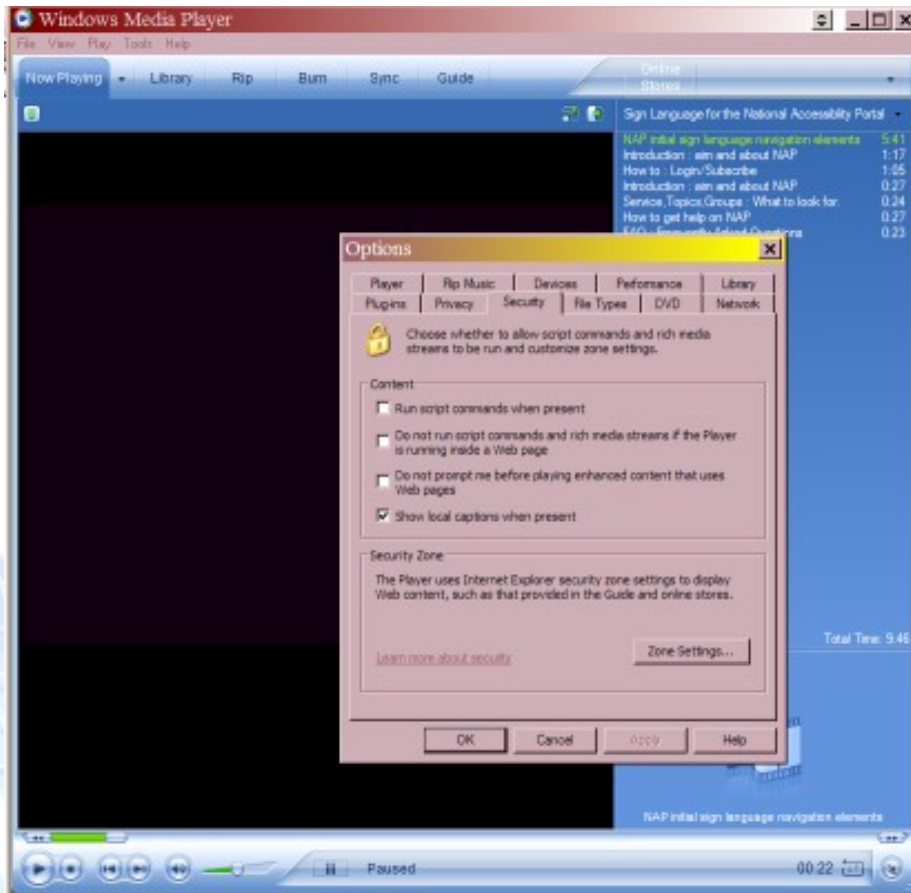 Windows Media Player
File View Play Tools Help
Now Playing Library Rip Burn Sync Guide Online
Stores
Sign Language for the National Accessiblity Portal
NAP initial sign language navigation elements 5:41
Introduction : aim and about NAP 1:17
How to : Login/Subscribe 1:05
Introduction : aim and about NAP 0:27
Service,Topics,Groups : What to look for. 0:24
How to get help on NAP 0:27
FAQ : Frequently Asked Questions 0:23
Options
Player Rip Music Devices Performance Library
Plug-ins Privacy Security File Types DVD Network
Choose whether to allow script commands and rich media
streams to be run and customize zone settings.
Content
Run script commands when present
Do not run script commands and rich media streams if the Player
is running inside a Web page
Do not prompt me before playing enhanced content that uses
Web pages
Show local captions when present
Security Zone
The Player uses Internet Explorer security zone settings to display
Web content, such as that provided in the Guide and online stores.
Total Time: 9:46
Learn more about security
Zone Settings...
OK Cancel Apply Help
NAP initial sign language navigation elements
Paused 00:22